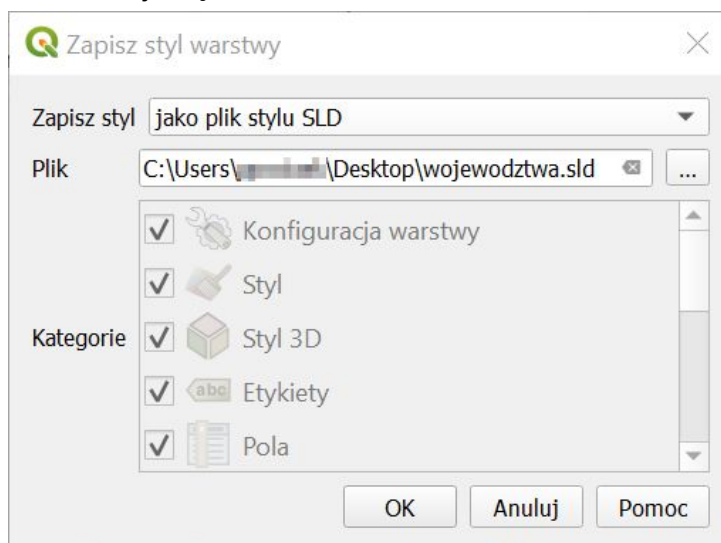 Zapisz styl warstwy
Zapisz styl jako plik stylu SLD
Plik C:\Users\ \Desktop\wojewodztwa.sld ...
Konfiguracja warstwy
Styl
Kategorie Styl 3D
abc Etykiety
Pola
OK Anuluj Pomoc